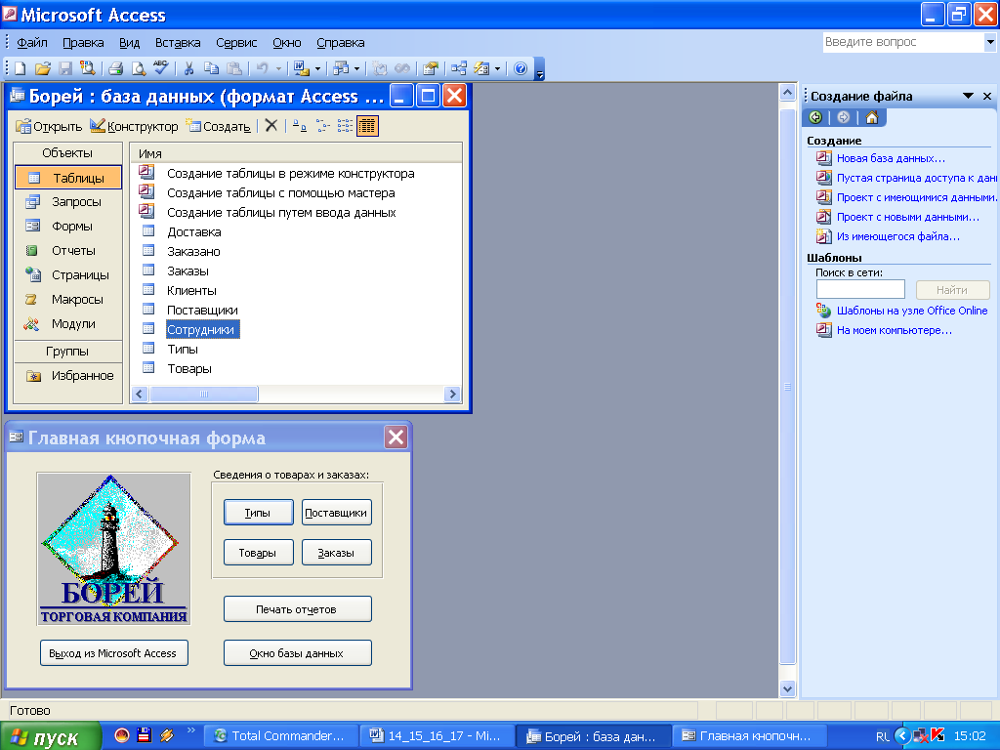 Microsoft Access
Файл Правка Вид Вставка Сервис Окно Справка
Введите вопрос
Борей : база данных (формат Access ...
Открыть Конструктор Создать
Объекты
Таблицы
Запросы
Формы
Отчеты
Страницы
Макросы
Модули
Группы
Избранное
Имя
Создание таблицы в режиме конструктора
Создание таблицы с помощью мастера
Создание таблицы путем ввода данных
Доставка
Заказано
Заказы
Клиенты
Поставщики
Сотрудники
Типы
Товары
Создание файла
Создание
Новая база данных...
Пустая страница доступа к дан
Проект с имеющимися данными.
Проект с новыми данными...
Из имеющегося файла...
Шаблоны
Поиск в сети:
Найти
Шаблоны на узле Office Online
На моем компьютере...
Главная кнопочная форма
БОРЕЙ
ТОРГОВАЯ КОМПАНИЯ
Сведения о товарах и заказах:
Типы Поставщики
Товары Заказы
Печать отчетов
Выход из Microsoft Access Окно базы данных
Готово
пуск
Total Commander... 14_15_16_17 - Mi... Борей : база дан... Главная кнопочн...
RL 15:02